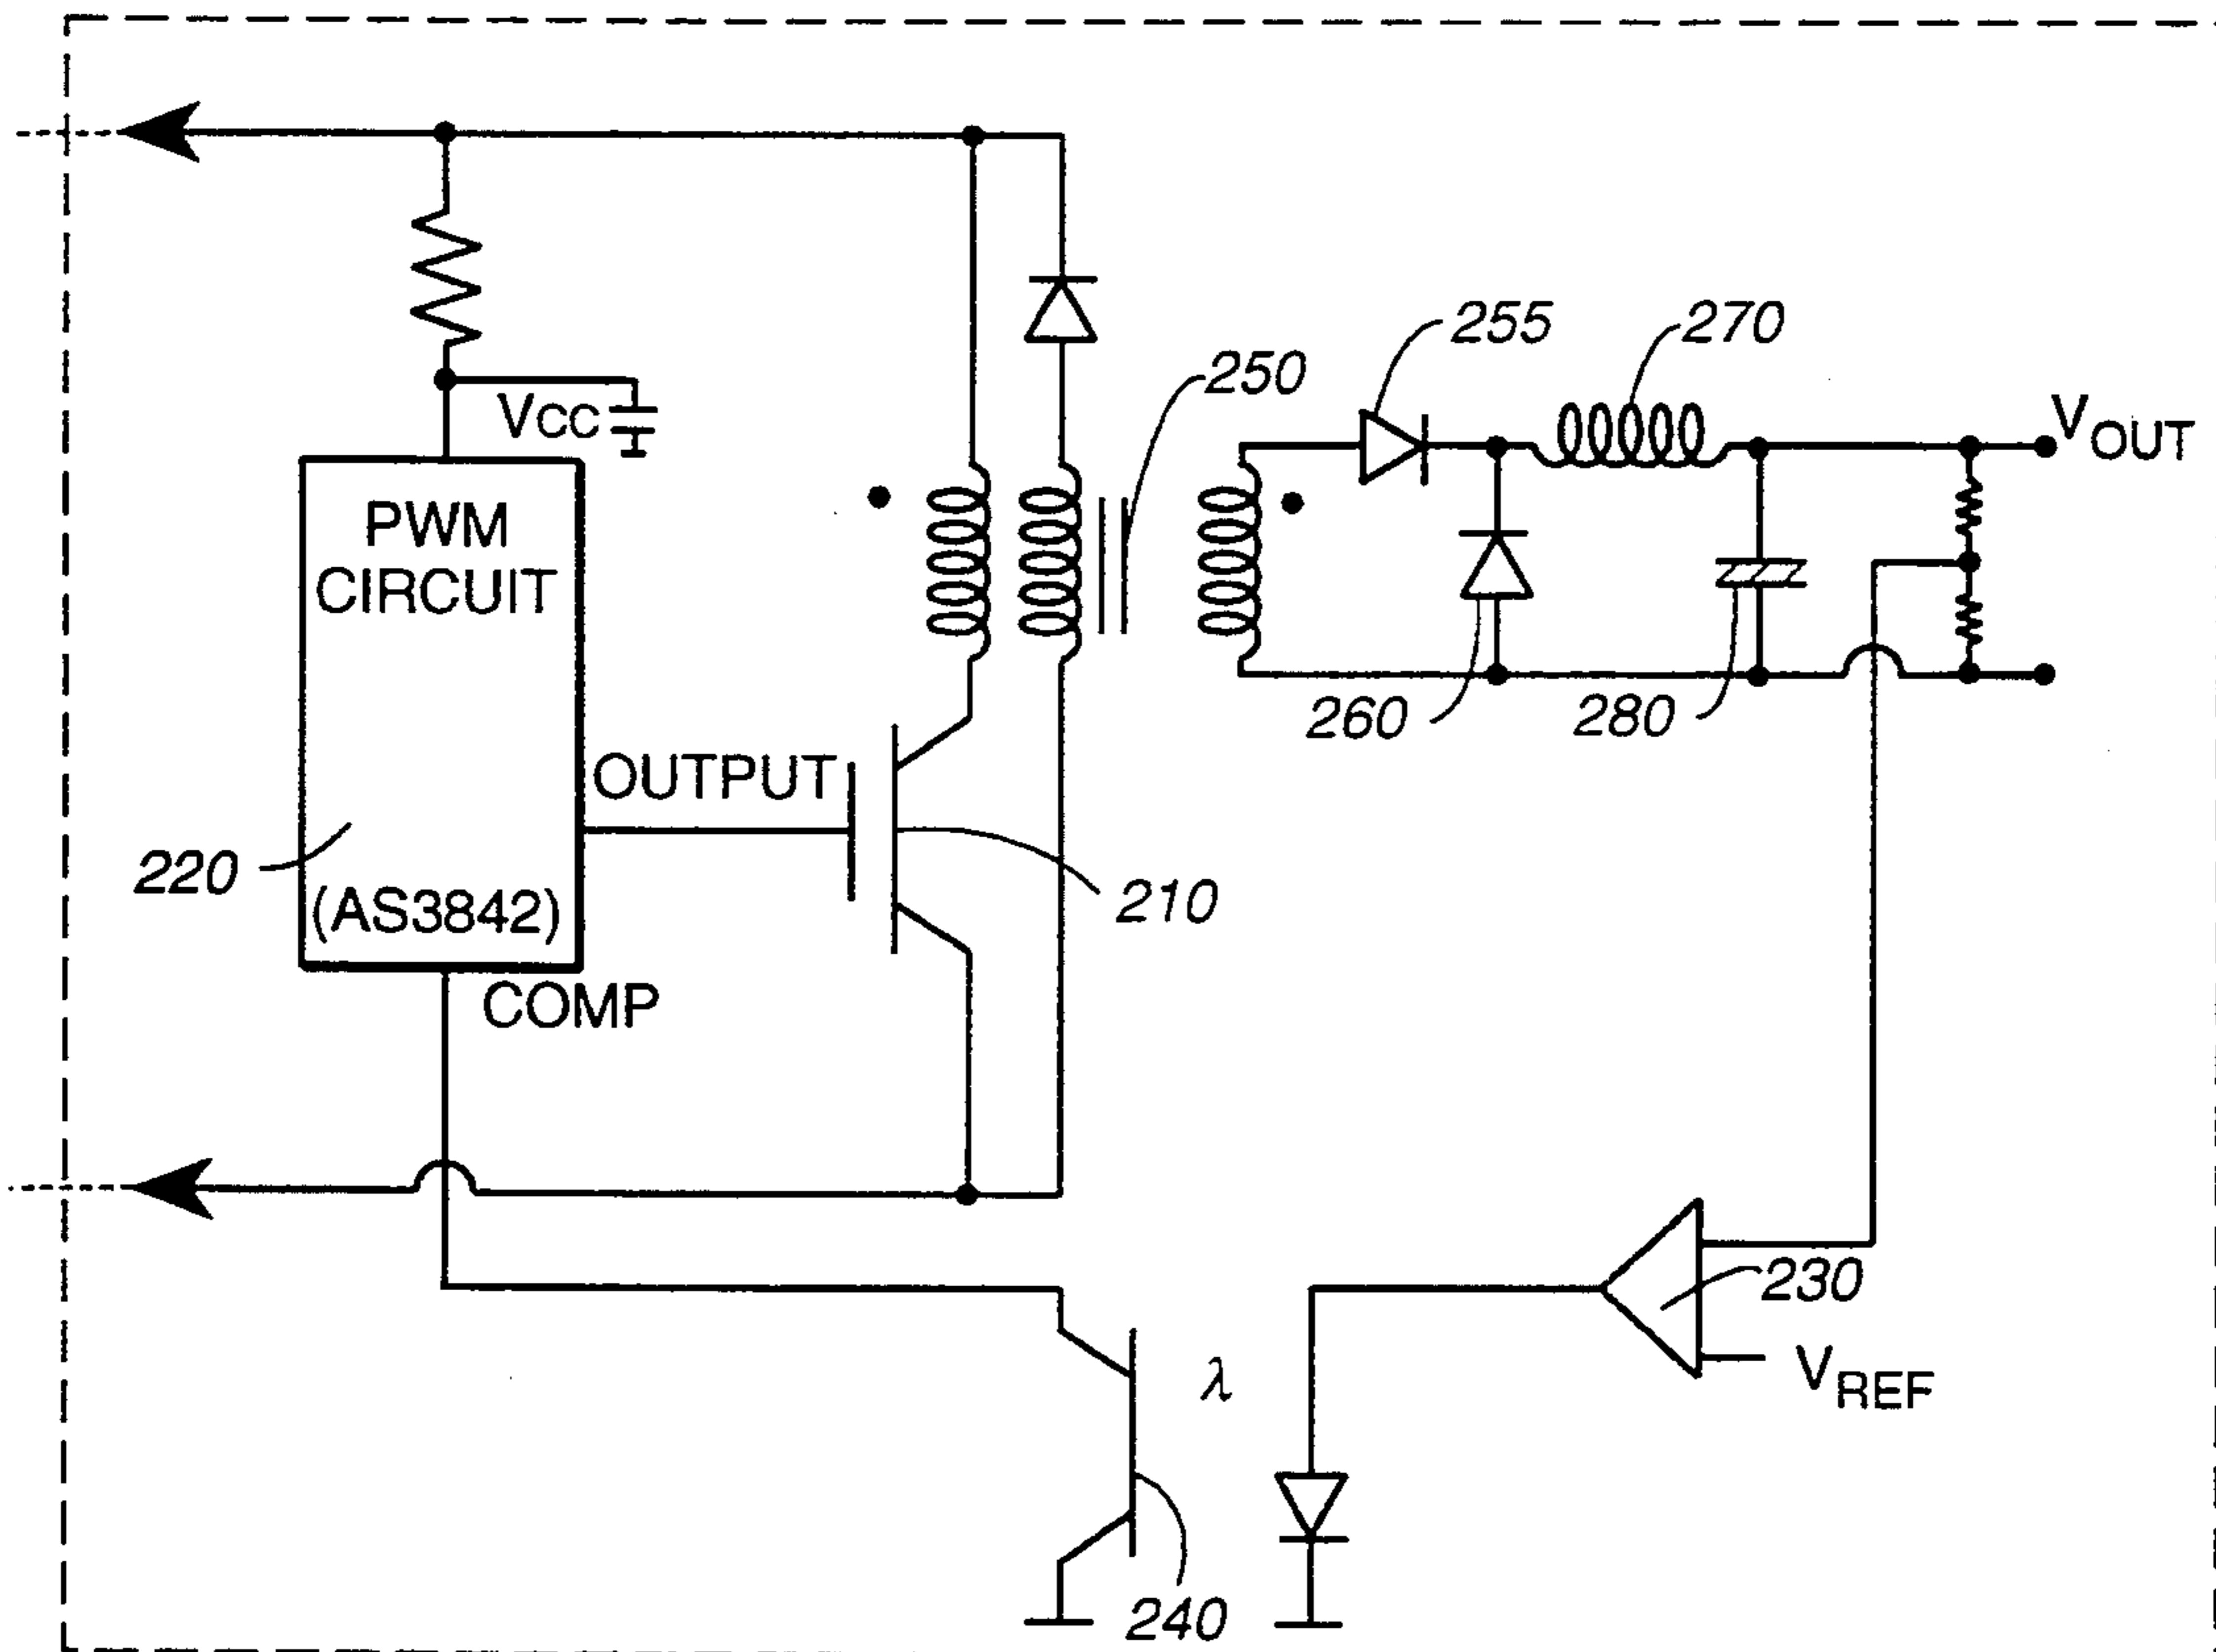 255
270
250
VOUT
VCC
PWM
CIRCUIT
260
280
OUTPUT
220
(AS3842)
210
COMP
230
λ
VREF
240